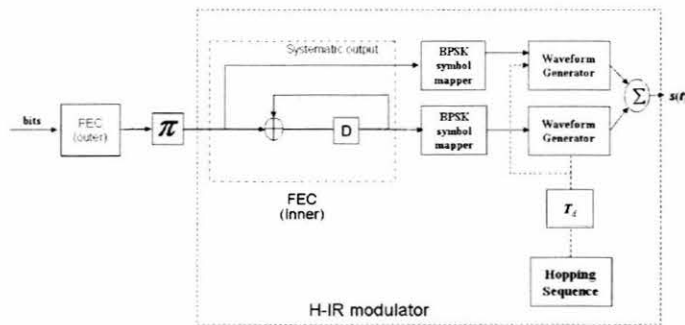 Systematic output
BPSK
symbol
mapper
Waveform
Generator
bits
FEC
(outer)
π
D
BPSK
symbol
mapper
Waveform
Generator
Σ
s(t)
FEC
(inner)
T_d
Hopping
Sequence
H-IR modulator